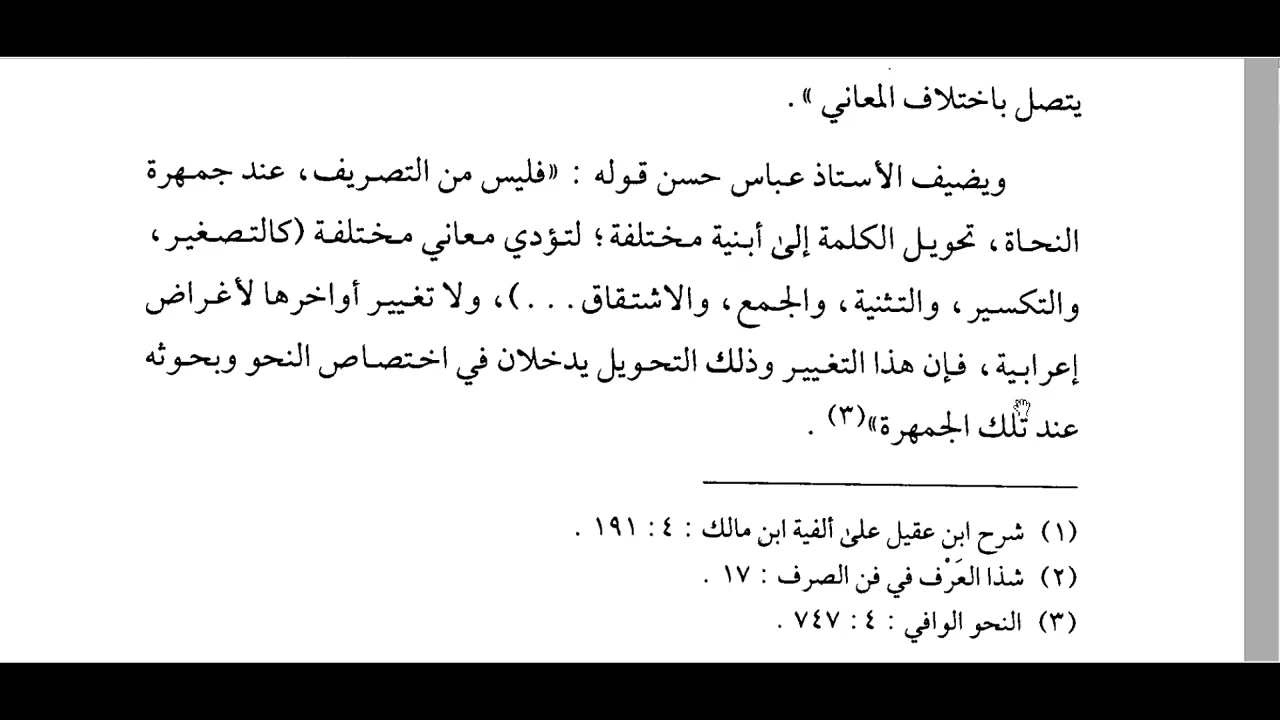 يتصل باختلاف المعاني » .
ويضيف الأستاذ عباس حسن قوله : «فليس من التصريف، عند جمهرة
النحاة، تحويل الكلمة إلىٰ أبنية مختلفة؛ لتؤدي معاني مختلفة (كالتصغير،
والتكسير، والتثنية، والجمع، والاشتقاق . . .)، ولا تغيير أواخرها لأغراض
إعرابية، فإن هذا التغيير وذلك التحويل يدخلان في اختصاص النحو وبحوثه
عند تلك الجمهرة»(٣) .
(١) شرح ابن عقيل علىٰ ألفية ابن مالك : ٤ : ١٩١ .
(٢) شذا العَرْف في فن الصرف : ١٧ .
(٣) النحو الوافي : ٤ : ٧٤٧ .